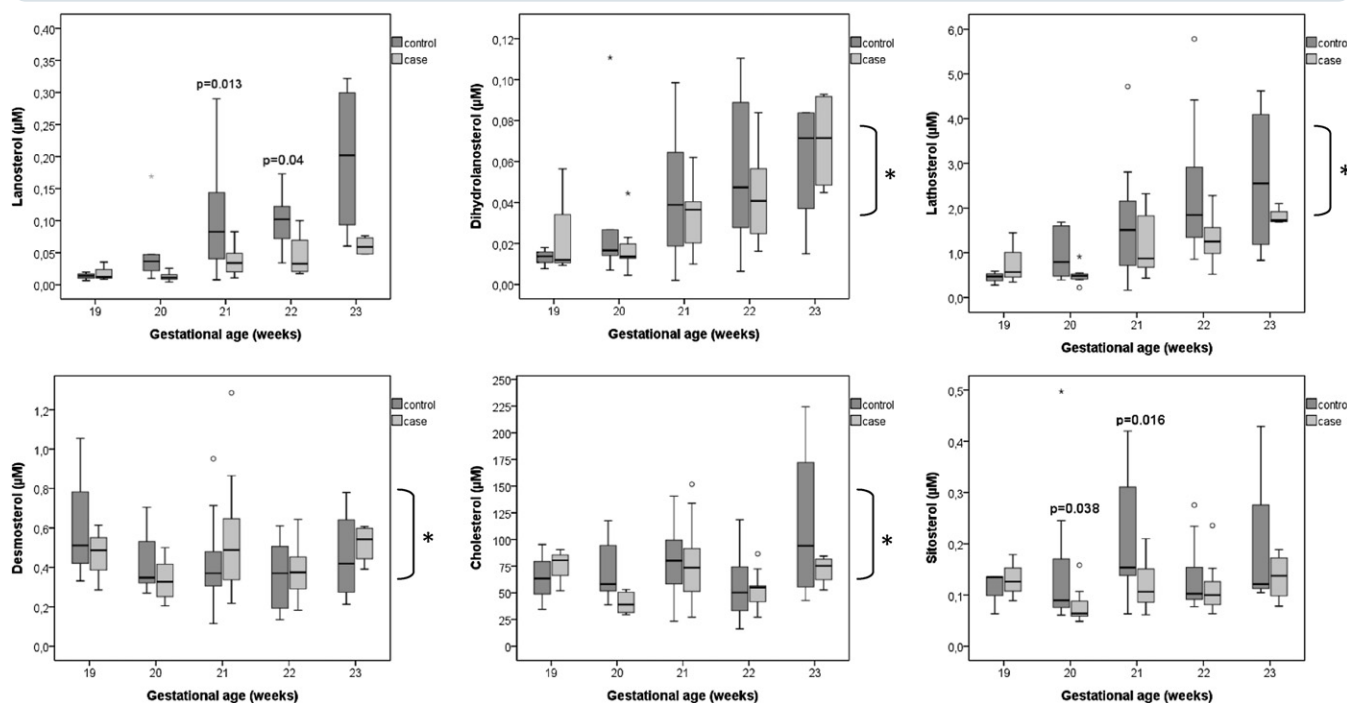 0,40
0,35
0,30
0,25
0,20
0,15
0,10
0,05
0,00
Lanosterol (µM)
p=0.013
p=0.04
*
control
case
19 20 21 22 23
Gestational age (weeks)
0,12
0,10
0,08
0,06
0,04
0,02
0,00
Dihydrolanosterol (µM)
*
*
control
case
*
19 20 21 22 23
Gestational age (weeks)
6,0
5,0
4,0
3,0
2,0
1,0
0,0
Lathosterol (µM)
*
control
case
*
19 20 21 22 23
Gestational age (weeks)
1,2
1,0
0,8
0,6
0,4
0,2
0,0
Desmosterol (µM)
control
case
*
19 20 21 22 23
Gestational age (weeks)
250
225
200
175
150
125
100
75
50
25
0
Cholesterol (µM)
control
case
*
19 20 21 22 23
Gestational age (weeks)
0,5
0,4
0,3
0,2
0,1
0,0
Sitosterol (µM)
*
p=0.016
p=0.038
control
case
19 20 21 22 23
Gestational age (weeks)